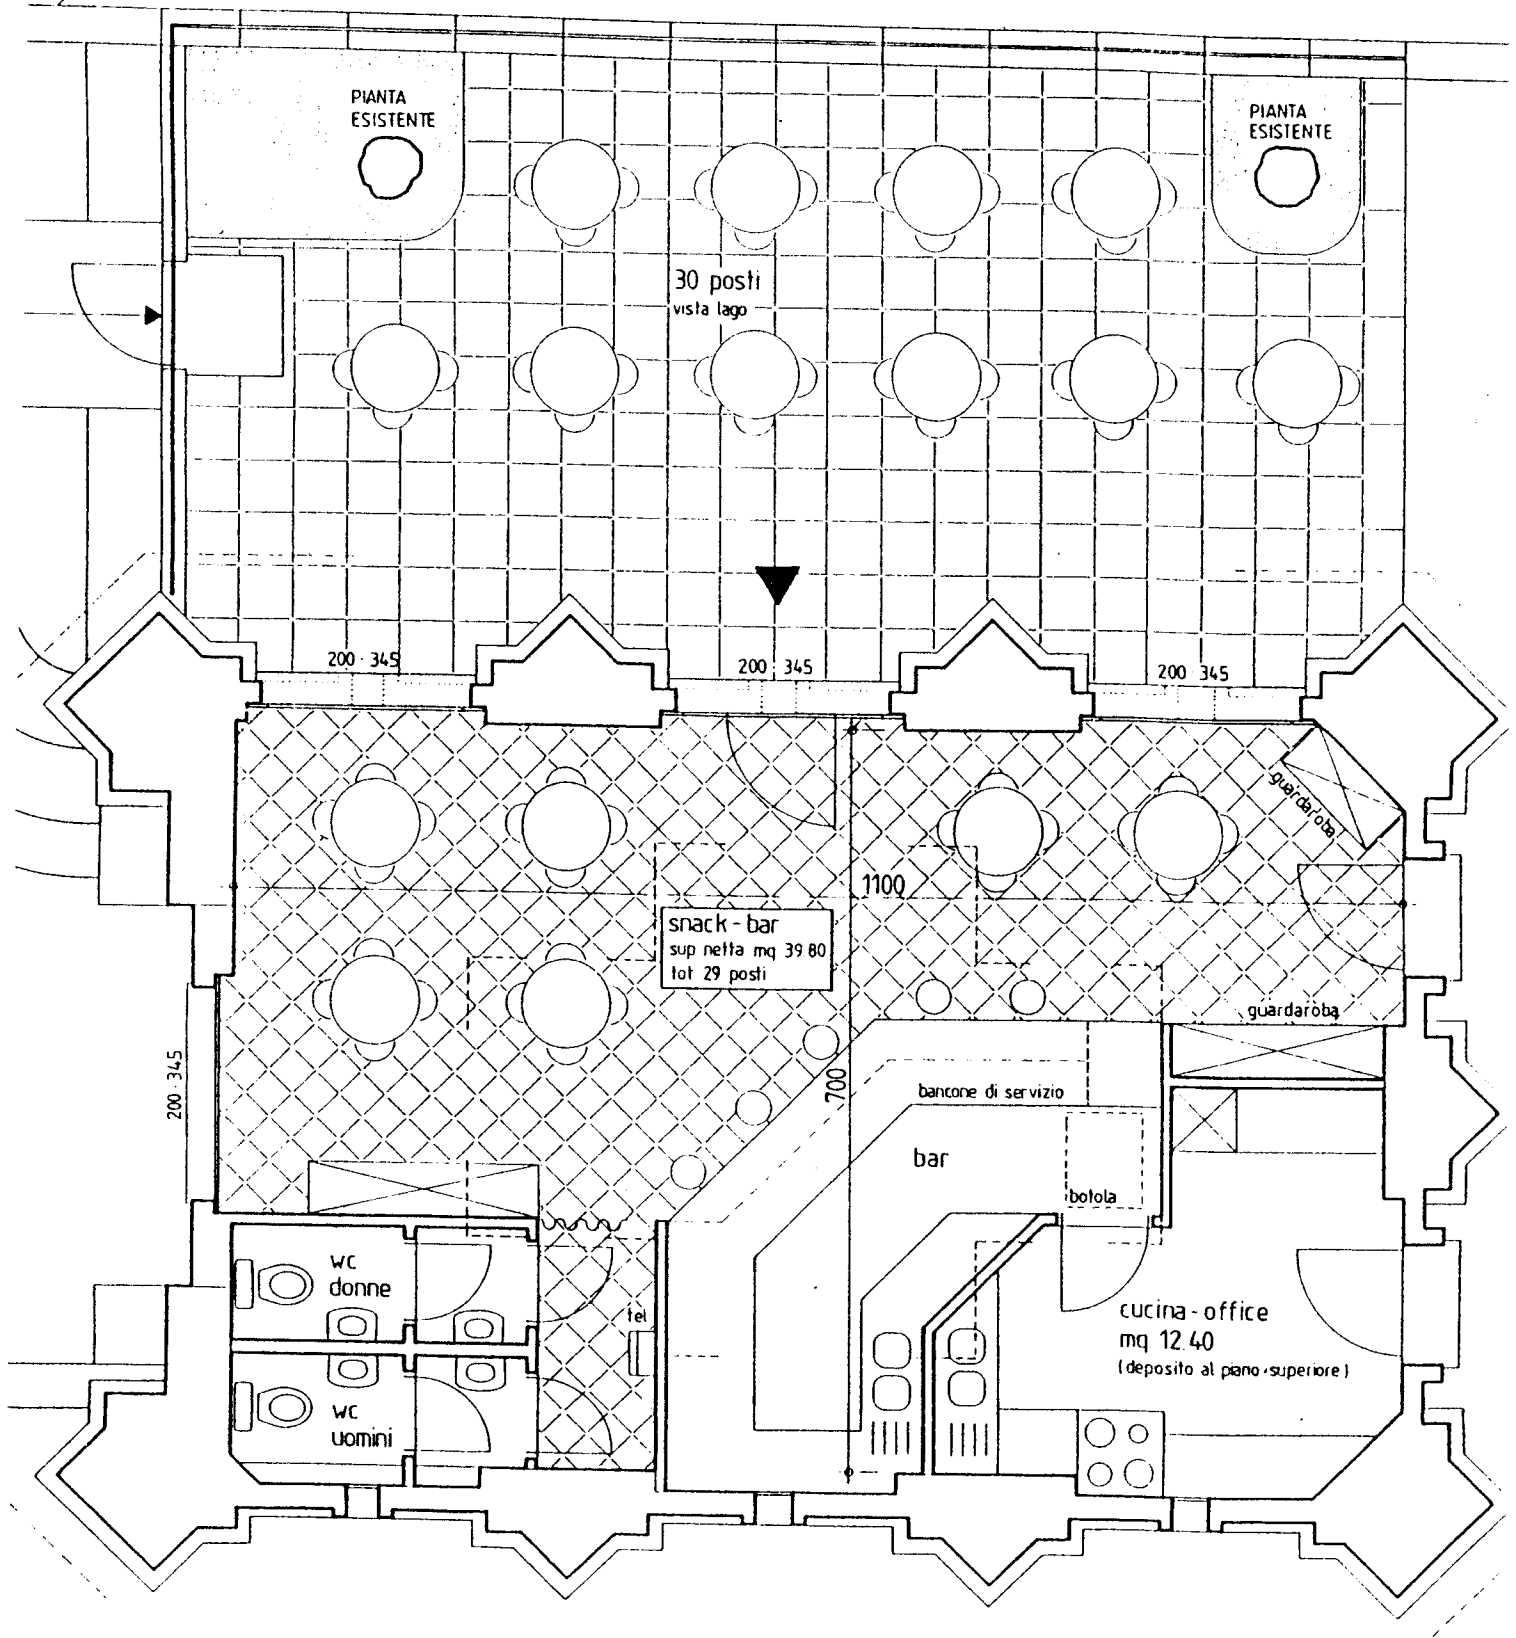 PIANTA
ESISTENTE
PIANTA
ESISTENTE
30 posti
vista lago
200·345
200·345
200·345
guardaroba
1100
snack-bar
sup netta mq 39.80
tot 29 posti
guardaroba
200·345
700
bancone di servizio
bar
botola
wc
donne
tel
cucina-office
mq 12.40
(deposito al piano superiore)
wc
uomini